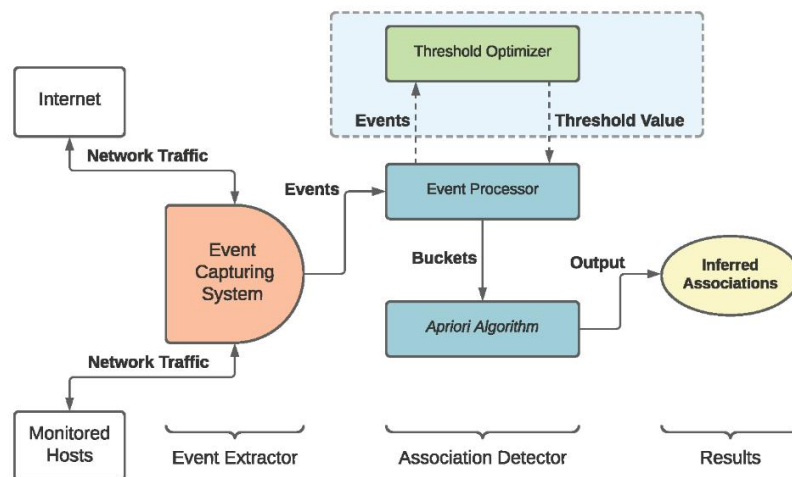 Threshold Optimizer
Internet
Events
Threshold Value
Network Traffic
Events
Event Processor
Event
Capturing
System
Buckets
Output
Inferred
Associations
Apriori Algorithm
Network Traffic
Monitored
Hosts
Event Extractor
Association Detector
Results